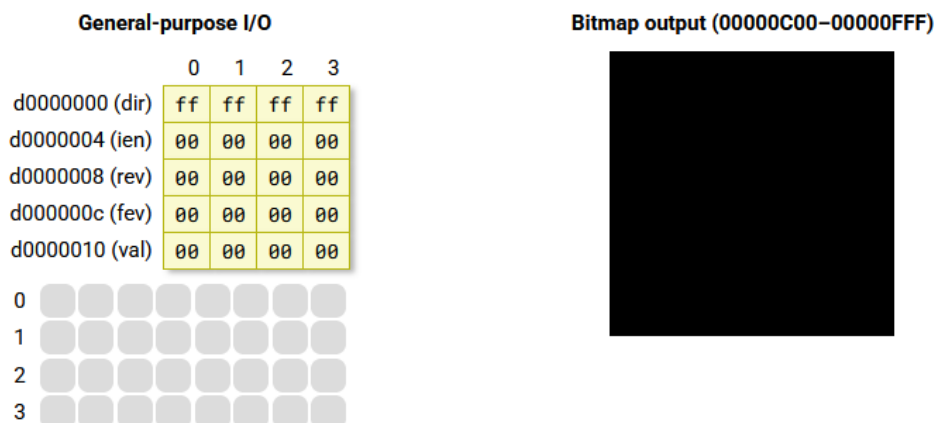 General-purpose I/O
0 1 2 3
d0000000 (dir) ff ff ff ff
d0000004 (ien) 00 00 00 00
d0000008 (rev) 00 00 00 00
d000000c (fev) 00 00 00 00
d0000010 (val) 00 00 00 00
0
1
2
3
Bitmap output (00000C00–00000FFF)